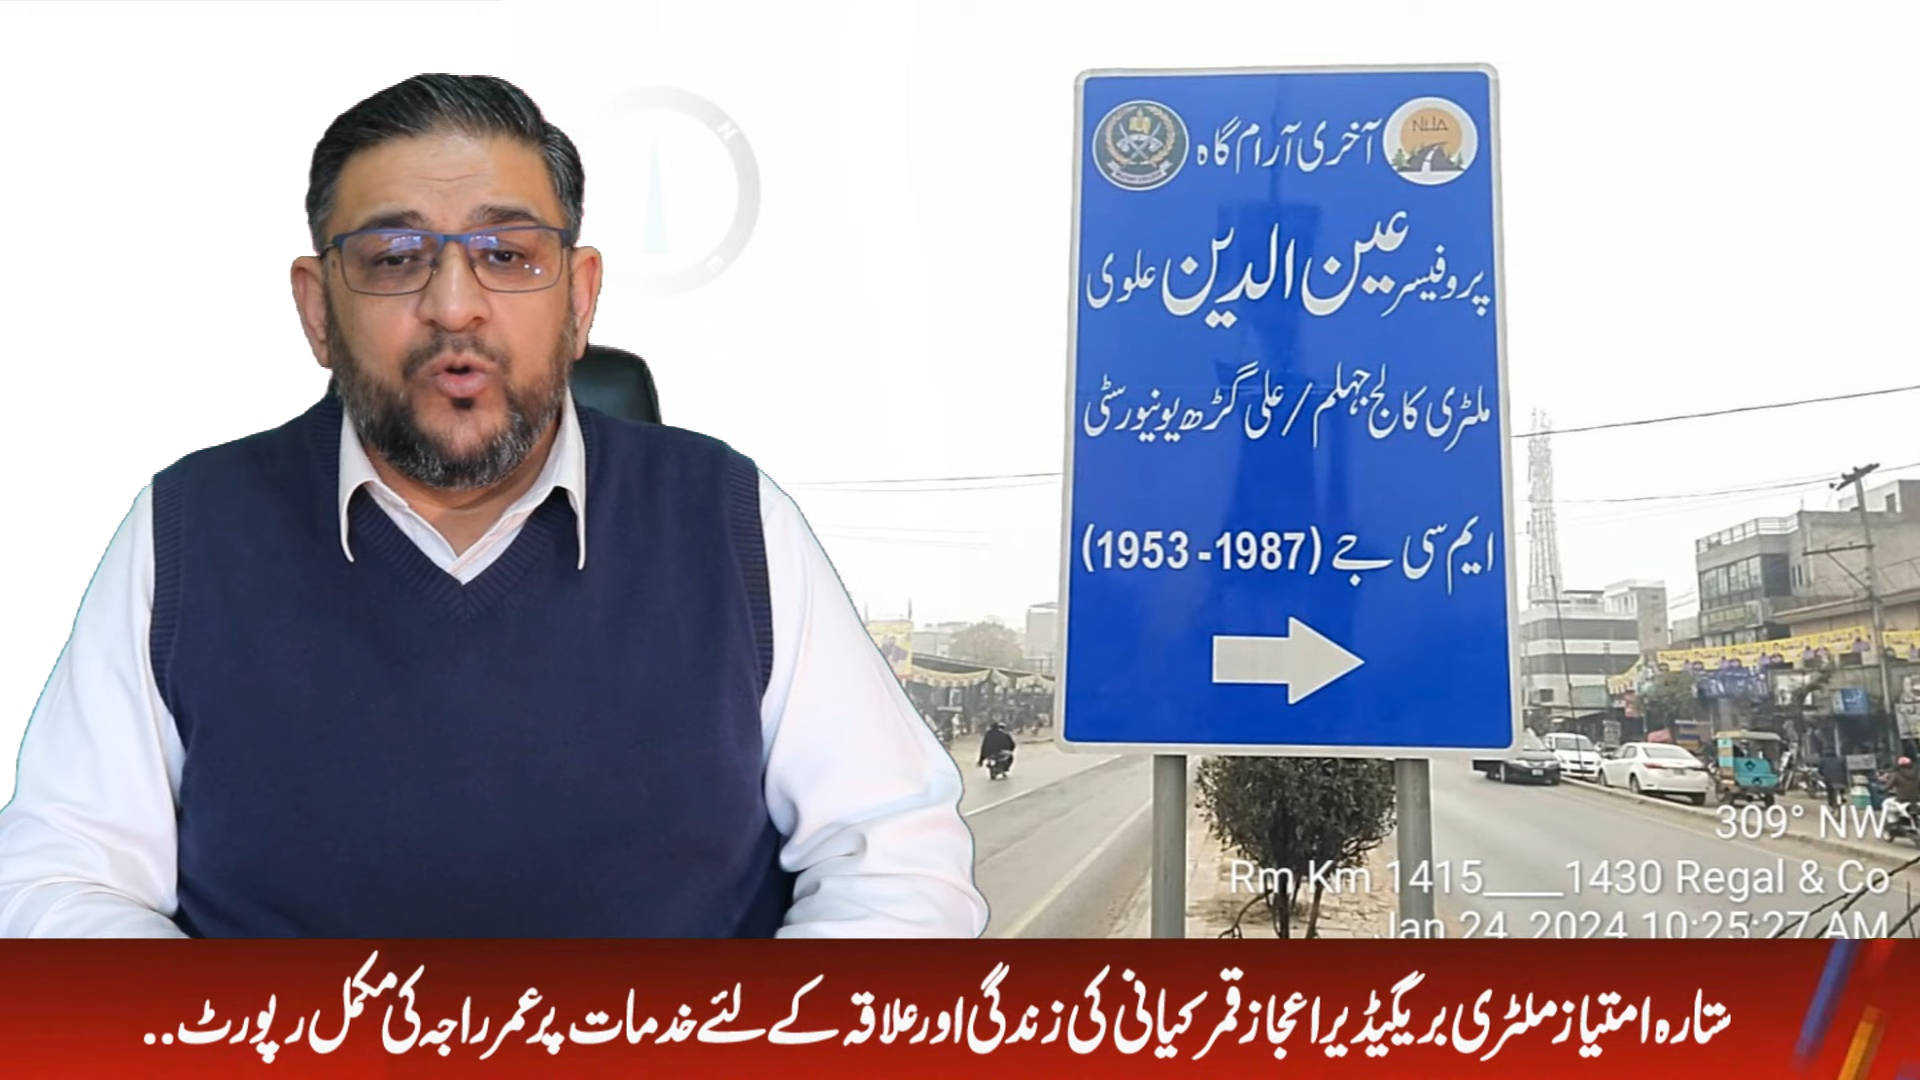 آخری آرام گاہ
NHA
پروفیسر عین الدین علوی
ملٹری کالج جہلم / علی گڑھ یونیورسٹی
ایم سی جے (1987-1953)
N
E
309° NW
Rm Km 1415____1430 Regal & Co
Jan 24, 2024 10:25:27 AM
ستارہ امتیاز ملٹری بریگیڈیر اعجاز قمر کیانی کی زندگی اور علاقہ کے لئے خدمات پر عمر راجہ کی مکمل رپورٹ..